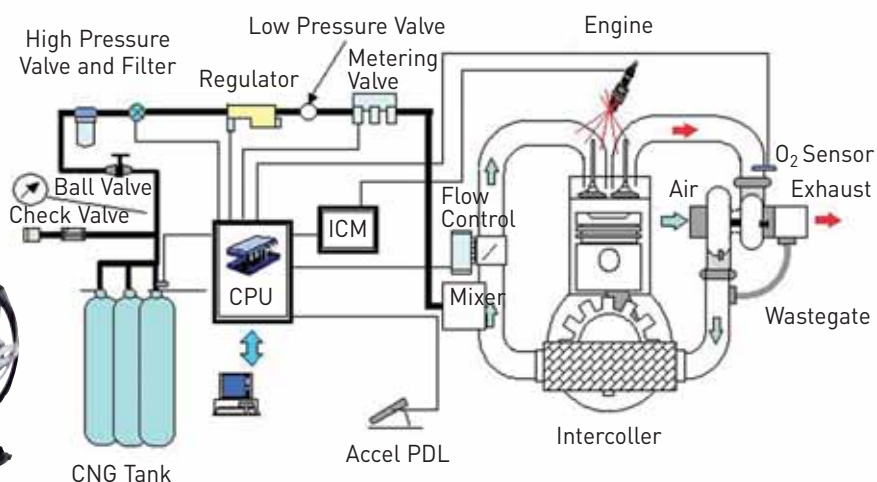 Low Pressure Valve
Engine
High Pressure
Valve and Filter
Metering
Valve
Regulator
O2 Sensor
Ball Valve
Check Valve
Air
Exhaust
Flow
Control
ICM
CPU
Mixer
Wastegate
Intercoller
Accel PDL
CNG Tank